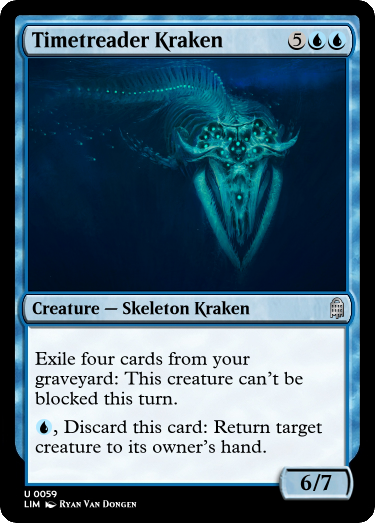 Timetreader Kraken 5
Creature — Skeleton Kraken
Exile four cards from your
graveyard: This creature can't be
blocked this turn.
, Discard this card: Return target
creature to its owner's hand.
6/7
U 0059
LIM Ryan Van Dongen